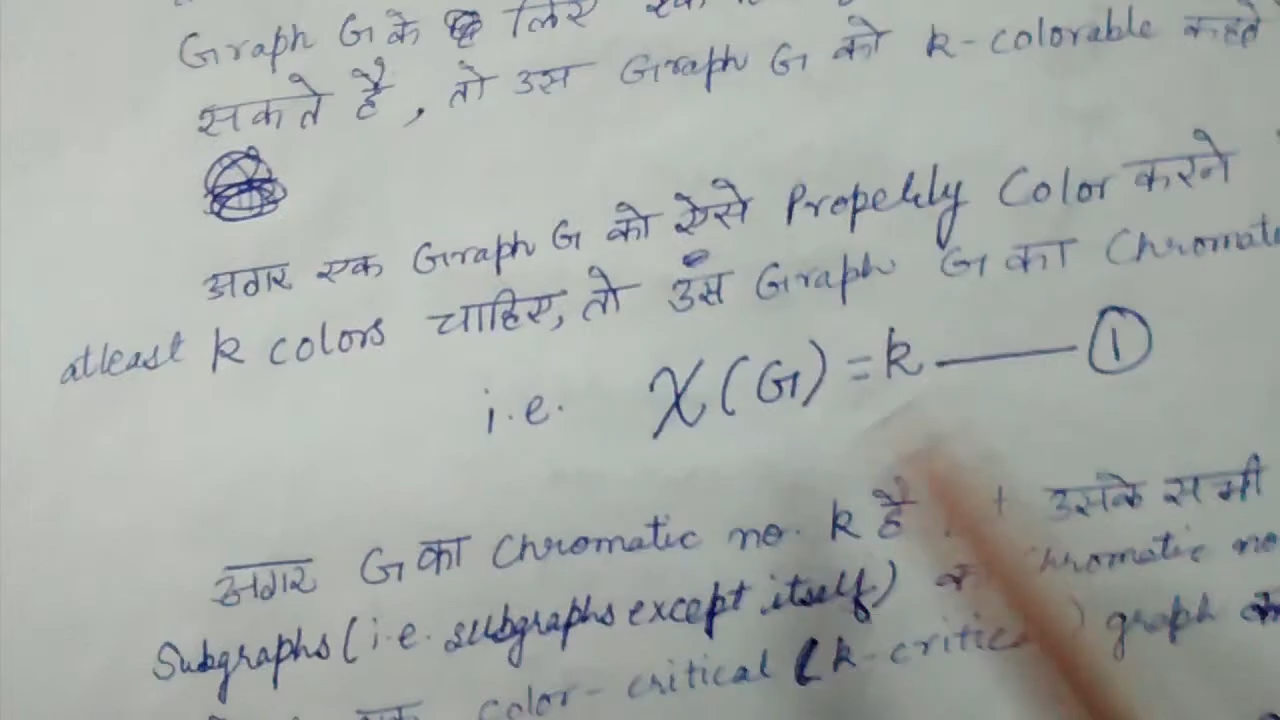 Graph G के लिए
सकते है, तो उस Graph G को k-colorable कहते
अगर एक Graph G को ऐसे Properly Color करने
atleast k colors चाहिए, तो उस Graph G का Chromat
i.e. χ(G) = k —— ①
अगर G का Chromatic no. k है उसके सभी
Subgraphs (i.e. subgraphs except itself) chromatic no
एक color-critical (k-critical) graph